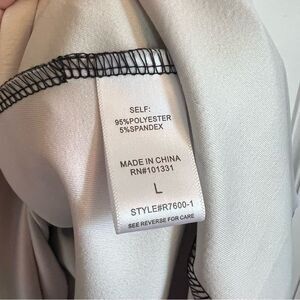 SELF:
95%POLYESTER
5%SPANDEX
MADE IN CHINA
RN#101331
L
STYLE#R7600-1
SEE REVERSE FOR CARE